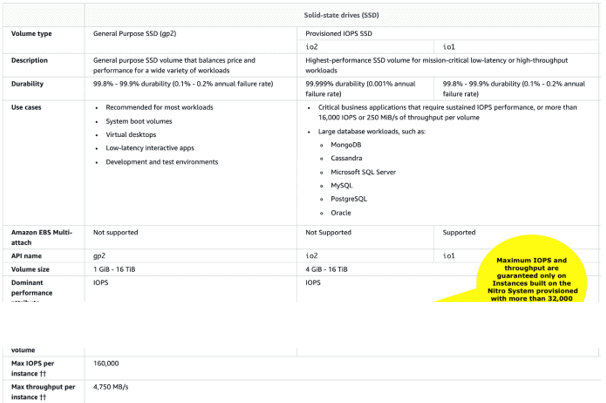 Solid-state drives (SSD)
Volume type General Purpose SSD (gp2) Provisioned IOPS SSD
io2 io1
Description General purpose SSD volume that balances price and Highest-performance SSD volume for mission-critical low-latency or high-throughput
performance for a wide variety of workloads workloads
Durability 99.8% - 99.9% durability (0.1% - 0.2% annual failure rate) 99.999% durability (0.001% annual 99.8% - 99.9% durability (0.1% - 0.2% annual
failure rate) failure rate)
Use cases • Recommended for most workloads • Critical business applications that require sustained IOPS performance, or more than
• System boot volumes 16,000 IOPS or 250 MiB/s of throughput per volume
• Virtual desktops • Large database workloads, such as:
• Low-latency interactive apps ◦ MongoDB
• Development and test environments ◦ Cassandra
◦ Microsoft SQL Server
◦ MySQL
◦ PostgreSQL
◦ Oracle
Amazon EBS Multi- Not supported Not Supported Supported
attach
API name gp2 io2 io1
Volume size 1 GiB - 16 TiB 4 GiB - 16 TiB
Dominant IOPS IOPS
performance
Maximum IOPS and
throughput are
guaranteed only on
Instances built on the
Nitro System provisioned
with more than 32,000
volume
Max IOPS per 160,000
instance ††
Max throughput per 4,750 MB/s
instance ††